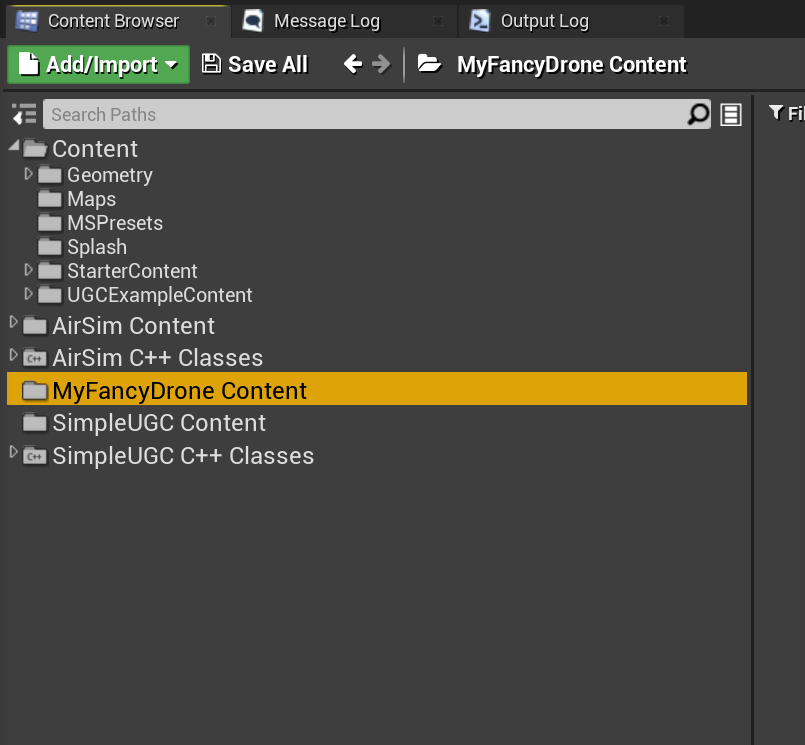 Content Browser
Message Log
Output Log
Add/Import
Save All
MyFancyDrone Content
Search Paths
Content
Geometry
Maps
MSPresets
Splash
StarterContent
UGCExampleContent
AirSim Content
C++
AirSim C++ Classes
MyFancyDrone Content
SimpleUGC Content
C++
SimpleUGC C++ Classes